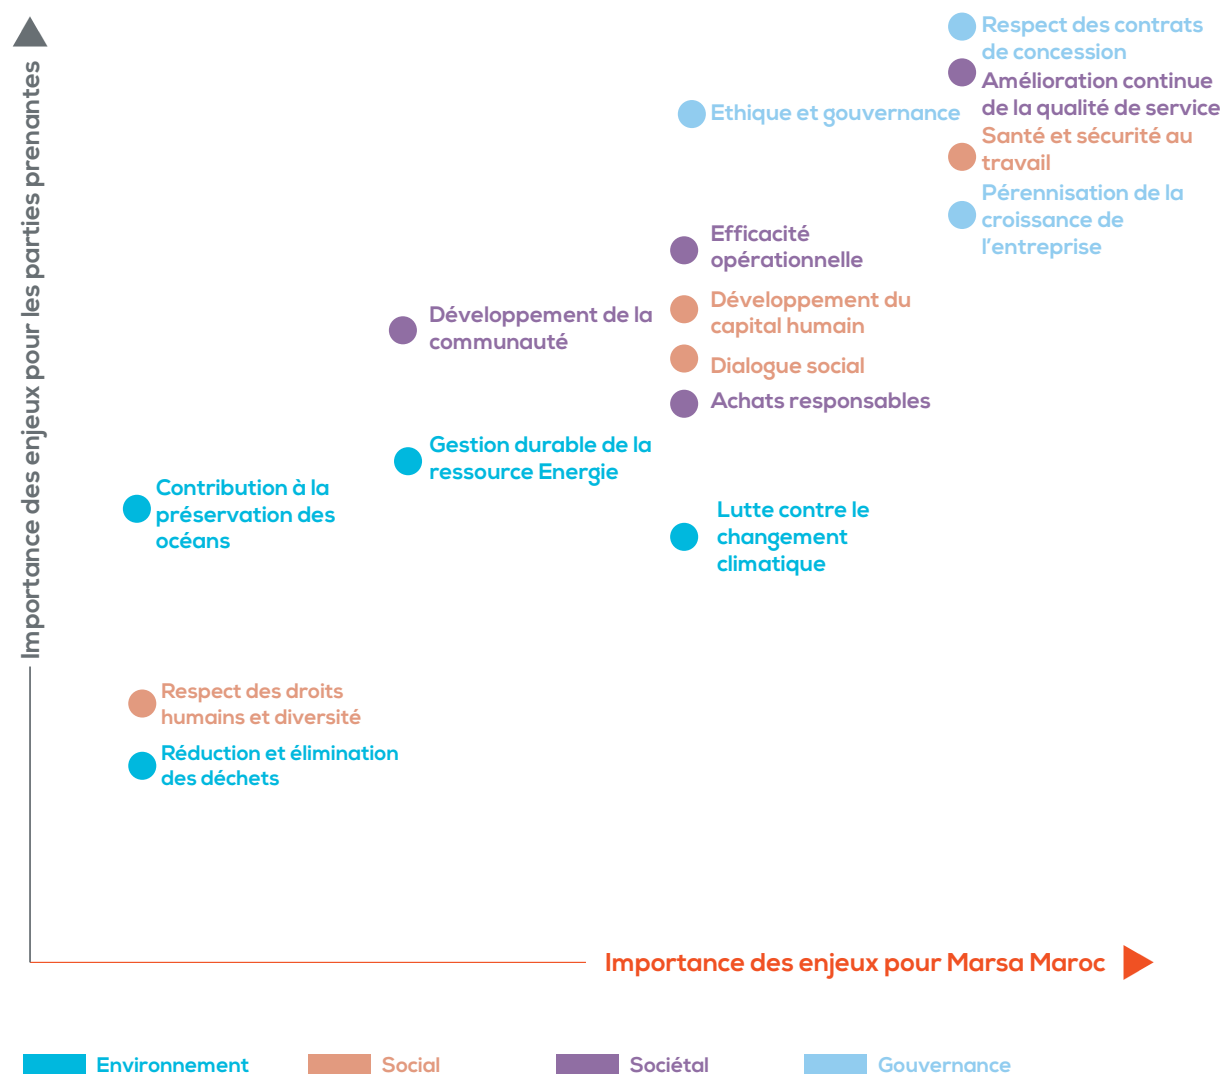 Importance des enjeux pour les parties prenantes
Respect des contrats
de concession
Amélioration continue
de la qualité de service
Ethique et gouvernance
Santé et sécurité au
travail
Pérennisation de la
croissance de
l'entreprise
Efficacité
opérationnelle
Développement du
capital humain
Développement de la
communauté
Dialogue social
Achats responsables
Gestion durable de la
ressource Energie
Contribution à la
préservation des
océans
Lutte contre le
changement
climatique
Respect des droits
humains et diversité
Réduction et élimination
des déchets
Importance des enjeux pour Marsa Maroc
Environnement
Social
Sociétal
Gouvernance